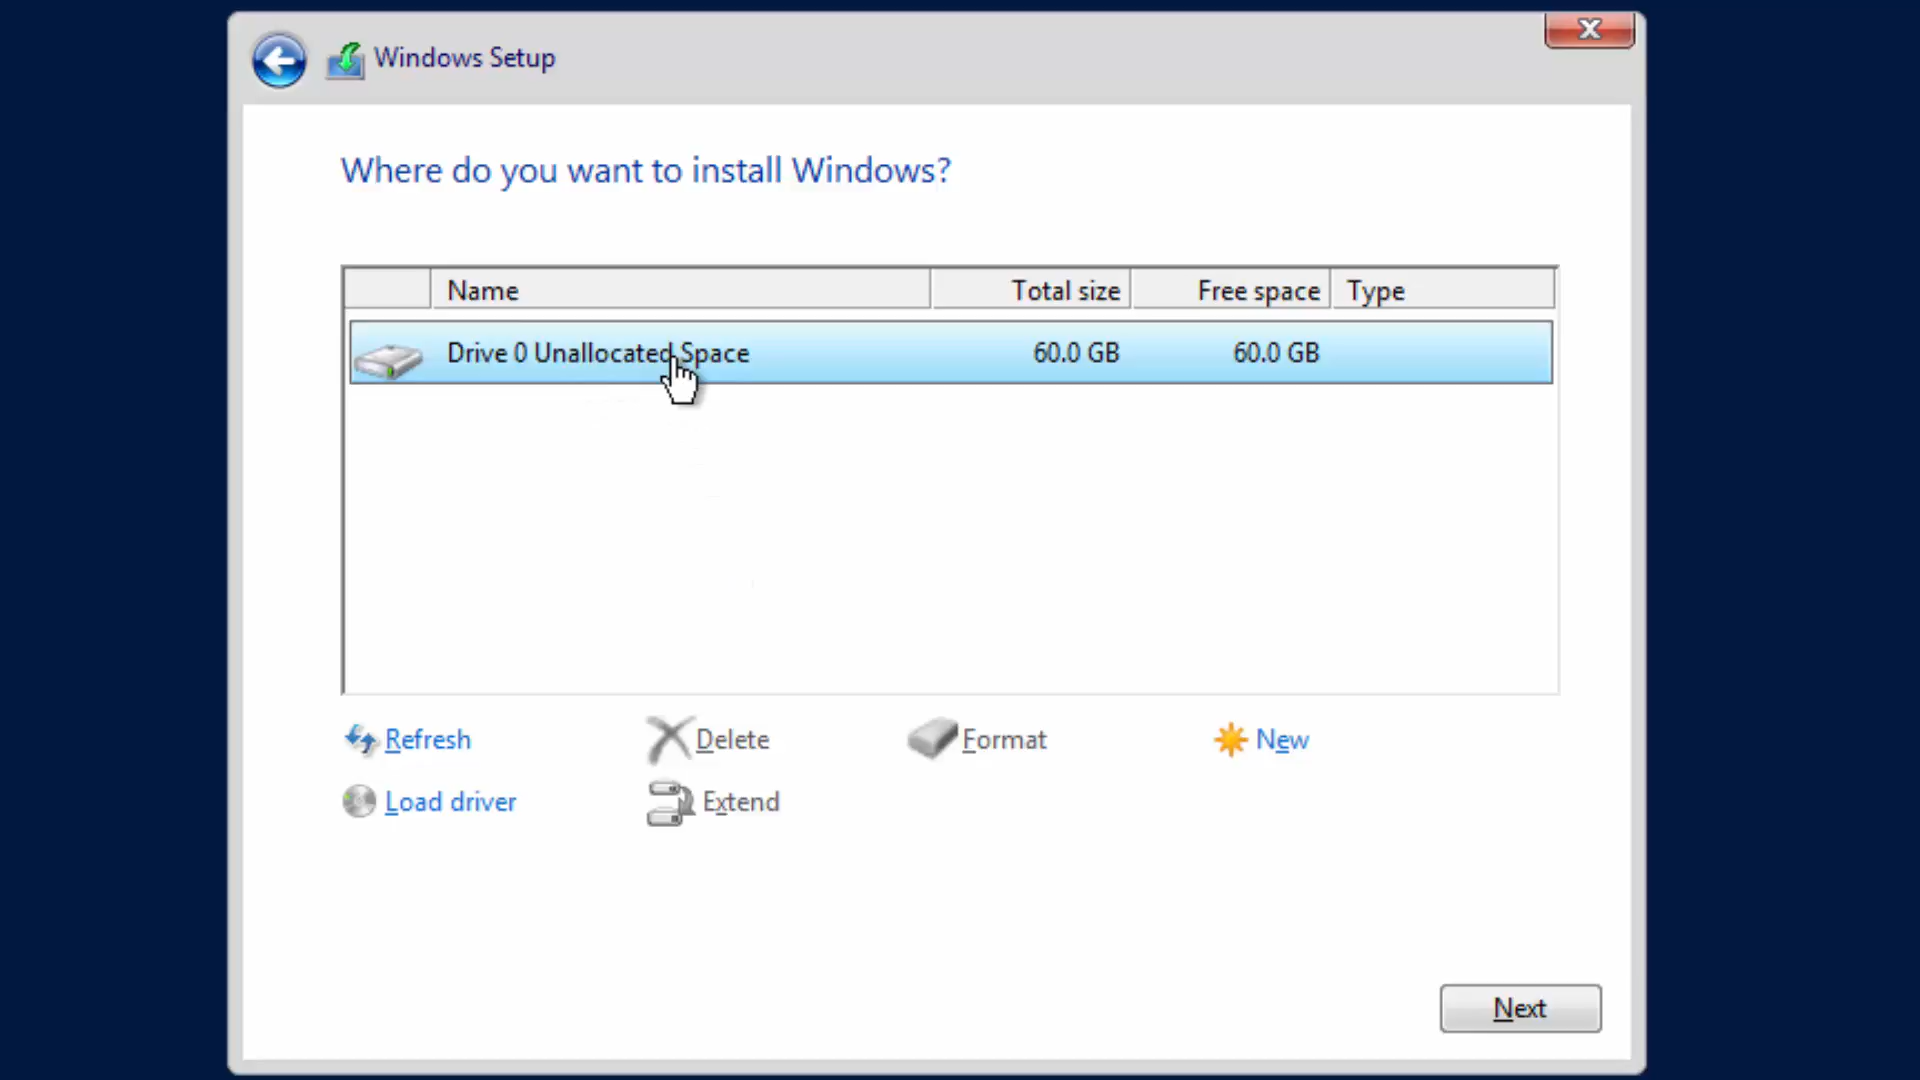 Windows Setup
Where do you want to install Windows?
Name Total size Free space Type
Drive 0 Unallocated Space 60.0 GB 60.0 GB
Refresh Delete Format New
Load driver Extend
Next